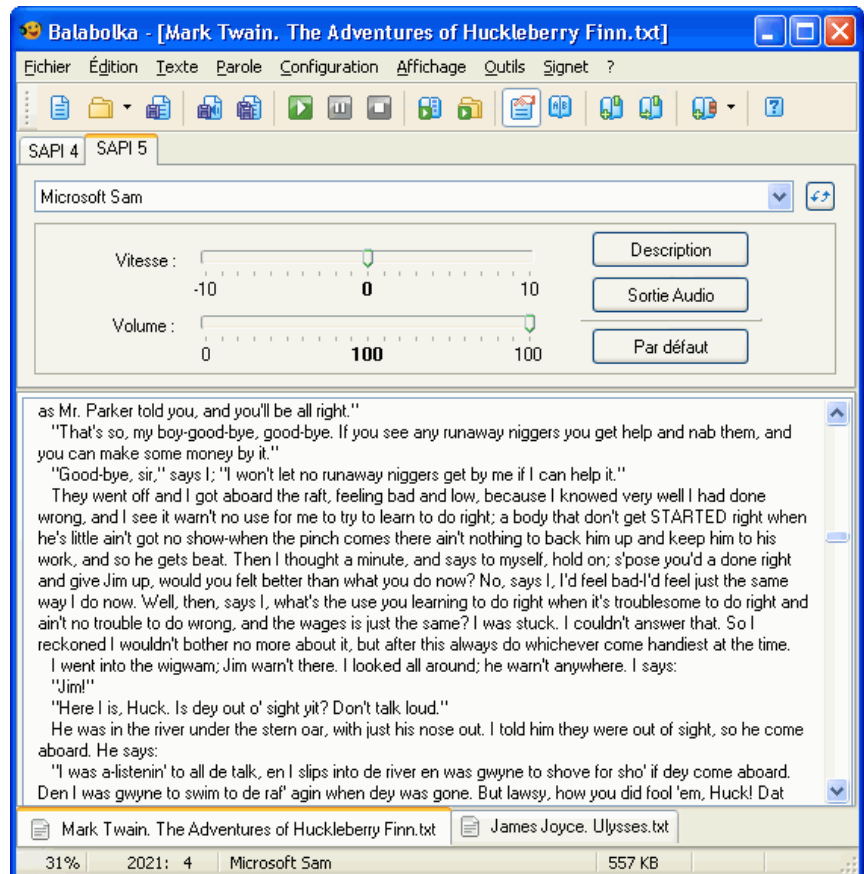 Balabolka - [Mark Twain. The Adventures of Huckleberry Finn.txt]
Fichier Édition Texte Parole Configuration Affichage Outils Signet ?
SAPI 4 SAPI 5
Microsoft Sam
Vitesse :
-10 0 10
Volume :
0 100 100
Description
Sortie Audio
Par défaut
as Mr. Parker told you, and you'll be all right."
"That's so, my boy-good-bye, good-bye. If you see any runaway niggers you get help and nab them, and
you can make some money by it."
"Good-bye, sir," says I; "I won't let no runaway niggers get by me if I can help it."
They went off and I got aboard the raft, feeling bad and low, because I knowed very well I had done
wrong, and I see it warn't no use for me to try to learn to do right; a body that don't get STARTED right when
he's little ain't got no show-when the pinch comes there ain't nothing to back him up and keep him to his
work, and so he gets beat. Then I thought a minute, and says to myself, hold on; s'pose you'd a done right
and give Jim up, would you felt better than what you do now? No, says I, I'd feel bad-I'd feel just the same
way I do now. Well, then, says I, what's the use you learning to do right when it's troublesome to do right and
ain't no trouble to do wrong, and the wages is just the same? I was stuck. I couldn't answer that. So I
reckoned I wouldn't bother no more about it, but after this always do whichever come handiest at the time.
I went into the wigwam; Jim warn't there. I looked all around; he warn't anywhere. I says:
"Jim!"
"Here I is, Huck. Is dey out o' sight yit? Don't talk loud."
He was in the river under the stern oar, with just his nose out. I told him they were out of sight, so he come
aboard. He says:
"I was a-listenin' to all de talk, en I slips into de river en was gwyne to shove for sho' if dey come aboard.
Den I was gwyne to swim to de raf' agin when dey was gone. But lawsy, how you did fool 'em, Huck! Dat
Mark Twain. The Adventures of Huckleberry Finn.txt James Joyce. Ulysses.txt
31% 2021: 4 Microsoft Sam 557 KB